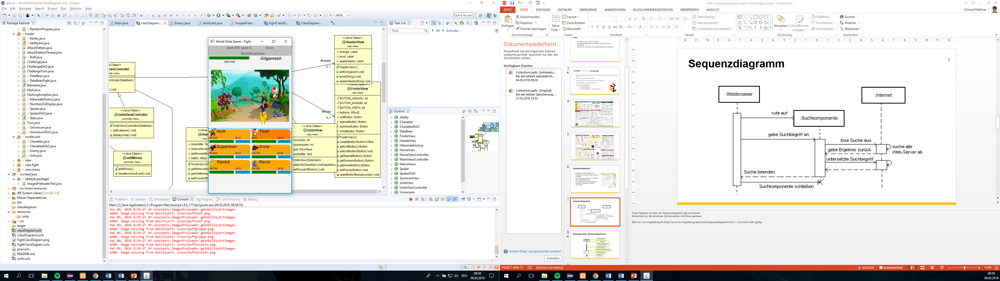 github - WorldWideGame/classDiagram.ucls - Eclipse
File Edit Navigate Search Project Run Window Help
100%
Quick Access
Package Explorer
RandomProgress.java
> model
> Ability.java
> AbilityArt.java
AttackPattern.java
AttackPatternThread.java
> Buff.java
Challenge.java
ChallengeDAO.java
ChallengeTurn.java
> DataBean.java
> DataBeanFight.java
Elemente.java
> Hash.java
HashingException.java
> HibernateFactory.java
> NumbersToDisplay.java
> Spieler.java
> SpielerDAO.java
> Stats.java
Turn.java
> Universum.java
> UniversumDAO.java
> model.unit
> Charakter.java
> CharakterDAO.java
> Enemy.java
> Unit.java
> view
> view.fight
> view.menu
> src/test/java
> (default package)
> ImagesPreloaderTest.java
> src/main/resources
JRE System Library [JavaSE-1.8]
Maven Dependencies
bin
classdiagrams
resources
units
> src
target
classDiagram.ucls
ClassDiagram2.ucls
FightClassDiagram.png
FightClassDiagram.ucls
pom.xml
README.md
units.ucls
Main.java
classDiagram...
Enemy.java
AbilityArt.java
ImagesPrelo...
FightClassDi...
ClassDiagram...
a Class>>
ewsController
oller.menu
ontroller(DataBean)
):void
<<Java Class>>
UnitsViewController
controller.menu
UnitsViewController(DataBean)
addListener():void
displayUnits():void
<<Java Class>>
addMoney
controller.menu
addMoney()
handle(ActionEvent):void
scenetitle: Te
removeMoney
addMoneyBtn
hbBtn: HBox
HomeView(D
getRemoveM
getAddMoney
setFocusOfB
World Wide Game - Fight
Geld: 470 Level: 0 Kevin
WorldWideGame
1000/1000
Gilgamesh
Hulk
200/200 10/10
Toad
20/20 10/10
Superman
200/200 10/10
Anna
120/120 40/40
Yanick
100/100 10/10
Kevin
200/200 30/30
#header
0..1
#footer
0..1
<<Java Class>>
HeaderView
view.menu
energie: Label
level: Label
spielerName: Label
HeaderView()
setEnergie(int):void
level(String):void
spielerName(String):void
<<Java Class>>
FooterView
view.menu
BUTTON_ANZAHL: int
BUTTON_MARGIN: int
BUTTON_WIDTH: int
buttons: HBox[]
unitButton: Button
specialButton: Button
summonButton: Button
homeButton: Button
FooterView()
createButton(Button):HBox
getUnitButton():Button
setUnitButton(Button):void
getSpecialButton():Button
getSummonButton():Button
getHomeButton():Button
setFocus(Button):void
resetButtonBackgrounds():void
<<Java Class>>
UnitsView
view.menu
rowIndex: int
columnIndex: int
grid: FlowPane
scenetitle: Text
UnitsView(Dimension)
addUnit(Charakter):UnitCaseMenu
setFocusOfButton():void
Task List
Find
All
Activate...
Outline
Ability
Charakter
CharakterDAO
DataBean
FooterView
HeaderView
HibernateFactory
HomeView
HomeViewController
MainViewsController
MenuViews
Spieler
SpielerDAO
SummonView
UnitsView
UnitsViewController
Universum
Problems Javadoc Declaration Console Progress Call Hierarchy Debug
Main (1) [Java Application] C:\Program Files\Java\jre1.8.0_171\bin\javaw.exe (09.05.2018, 08:59:10)
Mai 09, 2018 8:59:27 AM constants.ImagesPreloader getAbilityArtImages
WARN: Image missing from AbilityArt: icons/buffself.png
Mai 09, 2018 8:59:27 AM constants.ImagesPreloader getAbilityArtImages
WARN: Image missing from AbilityArt: icons/buffself.png
Mai 09, 2018 8:59:27 AM constants.ImagesPreloader getAbilityArtImages
WARN: Image missing from AbilityArt: icons/buffgruppe.png
Mai 09, 2018 8:59:27 AM constants.ImagesPreloader getAbilityArtImages
WARN: Image missing from AbilityArt: icons/buffgruppe.png
Mai 09, 2018 8:59:27 AM constants.ImagesPreloader getAbilityArtImages
WARN: Image missing from AbilityArt: icons/buffeinzeln.png
Mai 09, 2018 8:59:27 AM constants.ImagesPreloader getAbilityArtImages
WARN: Image missing from AbilityArt: icons/buffeinzeln.png
DEU
08:59
09.05.2018
UML-Sequenzdiagramm.pptx [Schreibgeschützt] - PowerPoint
DATEI START EINFÜGEN ENTWURF ÜBERGÄNGE ANIMATIONEN BILDSCHIRMPRÄSENTATION ÜBERPRÜFEN ANSICHT
Schmid Mathias
Einfügen
Ausschneiden
Kopieren
Format übertragen
Zwischenablage
Neue Folie
Layout
Zurücksetzen
Abschnitt
Folien
Schriftart
Textrichtung
Text ausrichten
In SmartArt konvertieren
Absatz
Anordnen
Schnellformat-vorlagen
Fülleffekt
Formkontur
Formeffekte
Zeichnung
Suchen
Ersetzen
Markieren
Bearbeiten
Dokumentwiederherst...
PowerPoint hat die folgenden Dateien
wiederhergestellt. Speichern Sie alle, die
Sie behalten wollen.
Verfügbare Dateien
Collections.pptx [Automatis...
Bei der letzten automatisch...
04.05.2018 08:38
Collections.pptx [Original]
Bei der letzten Speicherung...
27.03.2018 10:32
Welche Datei soll gespeichert werden?
Schließen
3
Unified Modeling Language
4
5
6
Sequenzdiagramm
7
Sequenzdiagramm
8
Elemente eines Sequenzdiagramms
7
Sequenzdiagramm
:Webbrowser
:Internet
rufe auf
:Suchkomponente
gebe Suchbegriff an
löse Suche aus
suche alle
Web-Server ab
gebe Ergebnis zurück
untersetzte Suchbegriff
Suche beenden
Suchkomponente schließen
Erstes Beispiel. So kann ein Sequenzdiagramm zB ausschauen.
Betrachten wir die einzelnen Komponenten mal etwas genauer.
Bild von: uni-magdeburg.de (http://se.cs.uni-magdeburg.de/tutorial/Sequenzdiagramm.htm) > Link nicht mehr gültig
FOLIE 7 VON 12 DEUTSCH (SCHWEIZ)
NOTIZEN KOMMENTARE
112%
08:59
09.05.2018